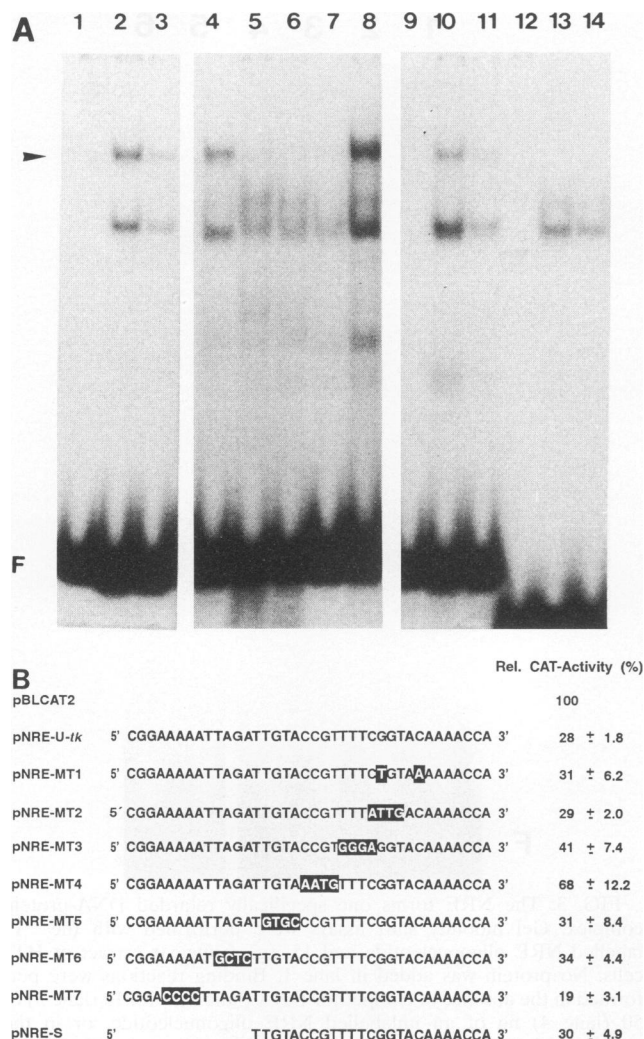 A 1 2 3 4 5 6 7 8 9 10 11 12 13 14
F
Rel. CAT-Activity (%)
B
pBLCAT2 100
pNRE-U-tk 5' CGGAAAAATTAGATTGTACCGTTTTCGGTACAAAACCA 3' 28 ± 1.8
pNRE-MT1 5' CGGAAAAATTAGATTGTACCGTTTTCTGTAAAAAACCA 3' 31 ± 6.2
pNRE-MT2 5´ CGGAAAAATTAGATTGTACCGTTTTATTGACAAAACCA 3' 29 ± 2.0
pNRE-MT3 5' CGGAAAAATTAGATTGTACCGTGGGAGGTACAAAACCA 3' 41 ± 7.4
pNRE-MT4 5' CGGAAAAATTAGATTGTAAATGTTTCGGTACAAAACCA 3' 68 ± 12.2
pNRE-MT5 5' CGGAAAAATTAGATGTGCCCGTTTTCGGTACAAAACCA 3' 31 ± 8.4
pNRE-MT6 5' CGGAAAAATGCTCTTGTACCGTTTTCGGTACAAAACCA 3' 34 ± 4.4
pNRE-MT7 5' CGGACCCCTTAGATTGTACCGTTTTCGGTACAAAACCA 3' 19 ± 3.1
pNRE-S 5' TTGTACCGTTTTCGGTACAAAACCA 3' 30 ± 4.9